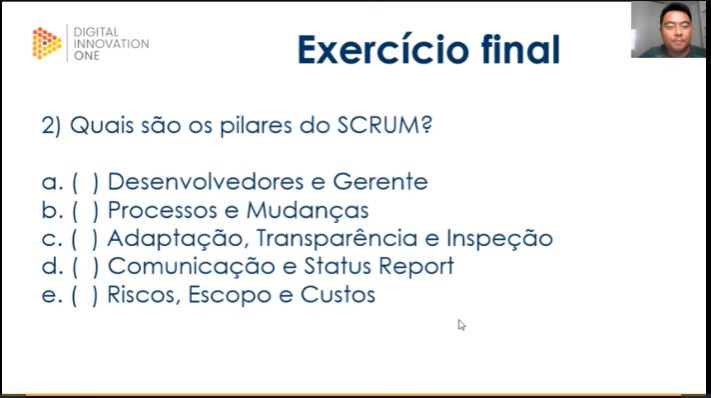 DIGITAL
INNOVATION
ONE
Exercício final
2) Quais são os pilares do SCRUM?
a. ( ) Desenvolvedores e Gerente
b. ( ) Processos e Mudanças
c. ( ) Adaptação, Transparência e Inspeção
d. ( ) Comunicação e Status Report
e. ( ) Riscos, Escopo e Custos